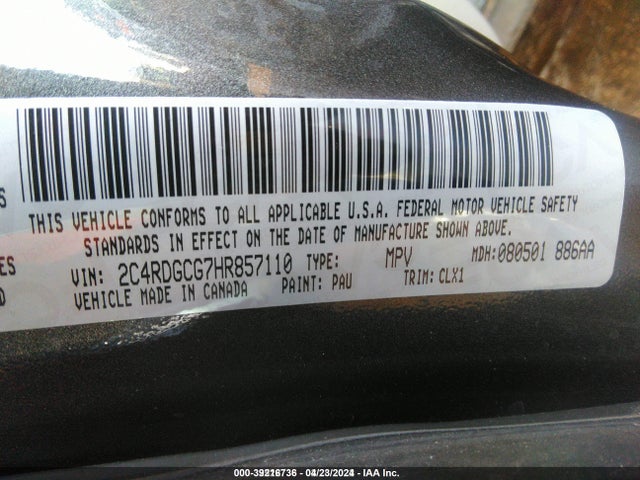 THIS VEHICLE CONFORMS TO ALL APPLICABLE U.S.A. FEDERAL MOTOR VEHICLE SAFETY
STANDARDS IN EFFECT ON THE DATE OF MANUFACTURE SHOWN ABOVE.
VIN: 2C4RDGCG7HR857110 TYPE: MPV MDH:080501 886AA
VEHICLE MADE IN CANADA PAINT: PAU TRIM: CLX1
000-39216736 - 04/23/2024 - IAA Inc.